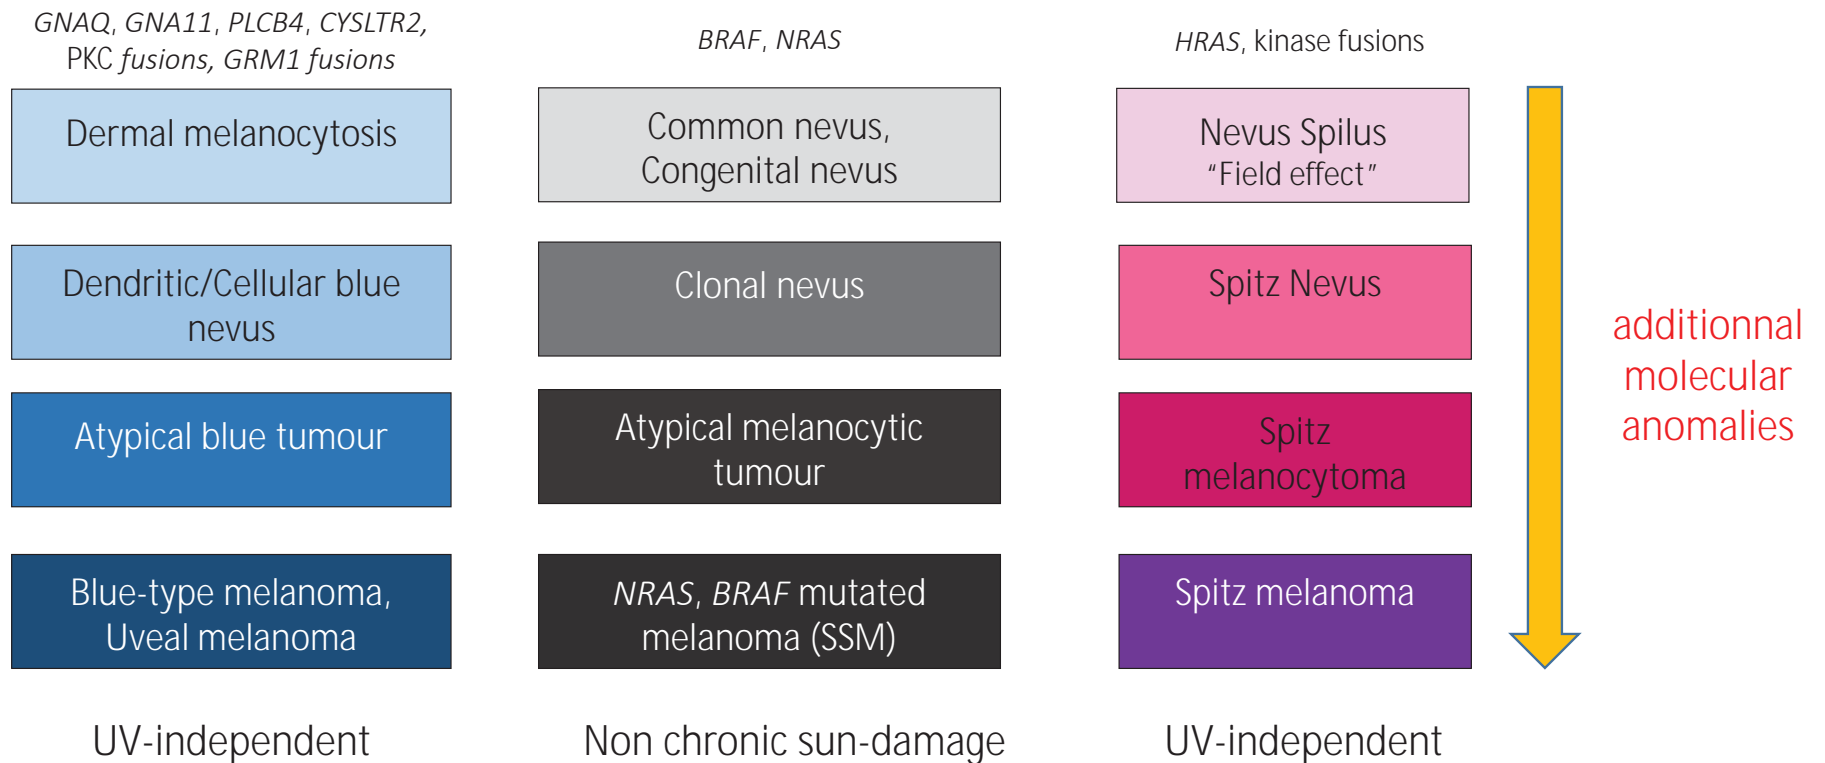 GNAQ, GNA11, PLCB4, CYSLTR2,
PKC fusions, GRM1 fusions
Dermal melanocytosis
Dendritic/Cellular blue
nevus
Atypical blue tumour
Blue-type melanoma,
Uveal melanoma
UV-independent
BRAF, NRAS
Common nevus,
Congenital nevus
Clonal nevus
Atypical melanocytic
tumour
NRAS, BRAF mutated
melanoma (SSM)
Non chronic sun-damage
HRAS, kinase fusions
Nevus Spilus
“Field effect”
Spitz Nevus
Spitz
melanocytoma
Spitz melanoma
UV-independent
additionnal
molecular
anomalies